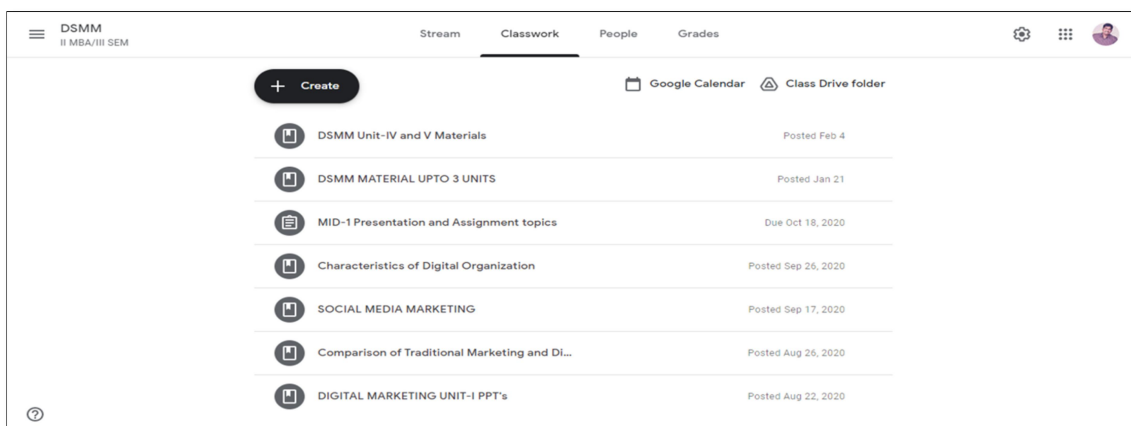 DSMM
II MBA/III SEM
Stream Classwork People Grades
+ Create
Google Calendar Class Drive folder
DSMM Unit-IV and V Materials Posted Feb 4
DSMM MATERIAL UPTO 3 UNITS Posted Jan 21
MID-1 Presentation and Assignment topics Due Oct 18, 2020
Characteristics of Digital Organization Posted Sep 26, 2020
SOCIAL MEDIA MARKETING Posted Sep 17, 2020
Comparison of Traditional Marketing and Di... Posted Aug 26, 2020
DIGITAL MARKETING UNIT-I PPT's Posted Aug 22, 2020